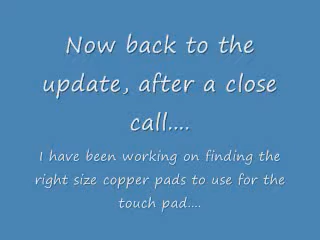 Now back to the
update, after a close
call....
I have been working on finding the
right size copper pads to use for the
touch pad....